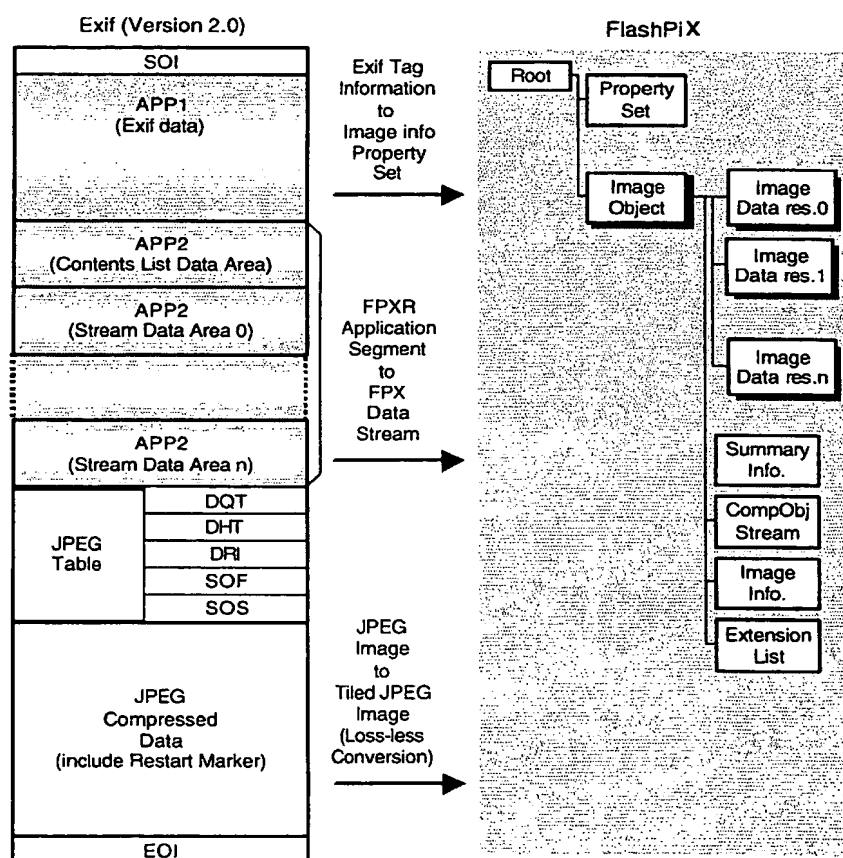 Exif (Version 2.0)
SOI
APP1
(Exif data)
APP2
(Contents List Data Area)
APP2
(Stream Data Area 0)
APP2
(Stream Data Area n)
JPEG
Table
DQT
DHT
DRI
SOF
SOS
JPEG
Compressed
Data
(include Restart Marker)
EOI
Exif Tag
Information
to
Image info
Property
Set
FPXR
Application
Segment
to
FPX
Data
Stream
JPEG
Image
to
Tiled JPEG
Image
(Loss-less
Conversion)
FlashPiX
Root
Property
Set
Image
Object
Image
Data res.0
Image
Data res.1
Image
Data res.n
Summary
Info.
CompObj
Stream
Image
Info.
Extension
List